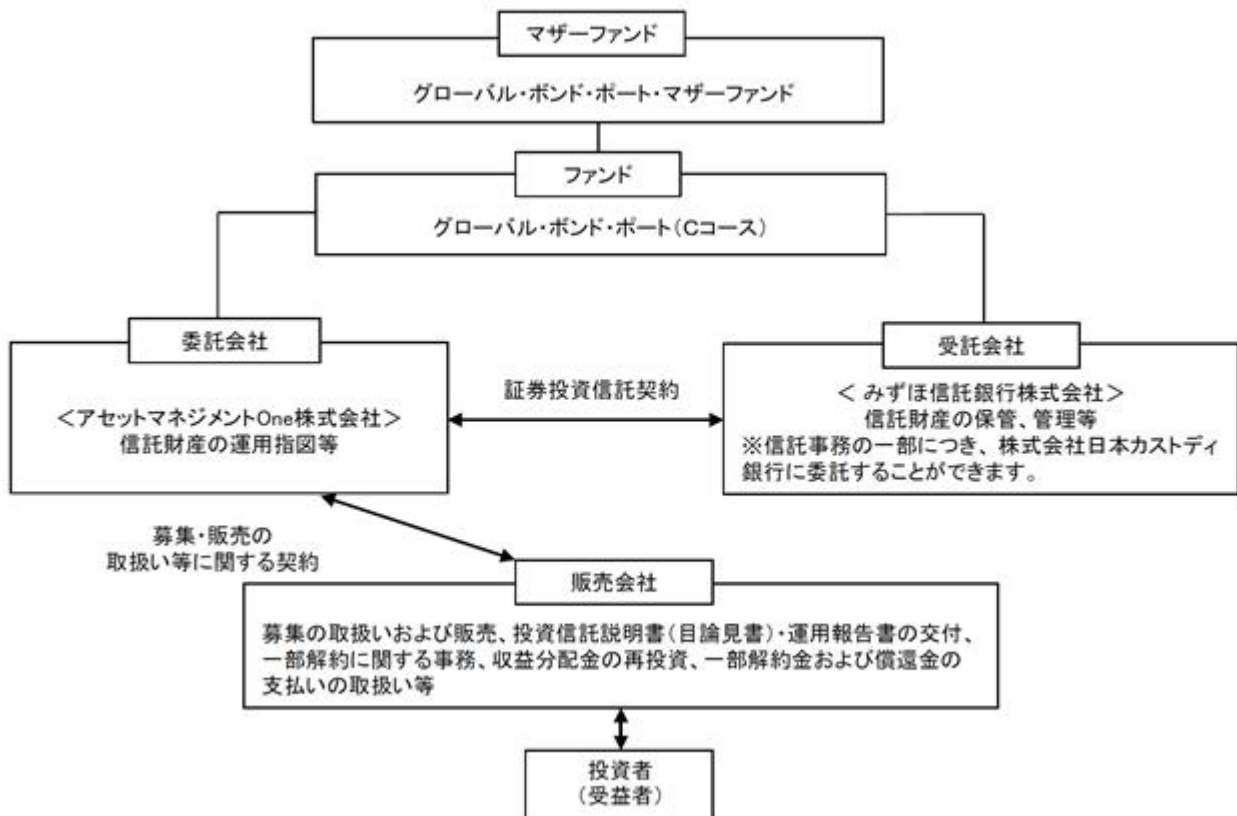 マザーファンド
グローバル・ボンド・ポート・マザーファンド
ファンド
グローバル・ボンド・ポート(Cコース)
委託会社
<アセットマネジメントOne株式会社>
信託財産の運用指図等
証券投資信託契約
受託会社
< みずほ信託銀行株式会社>
信託財産の保管、管理等
※信託事務の一部につき、株式会社日本カストディ
銀行に委託することができます。
募集・販売の
取扱い等に関する契約
販売会社
募集の取扱いおよび販売、投資信託説明書(目論見書)・運用報告書の交付、
一部解約に関する事務、収益分配金の再投資、一部解約金および償還金の
支払いの取扱い等
投資者
(受益者)